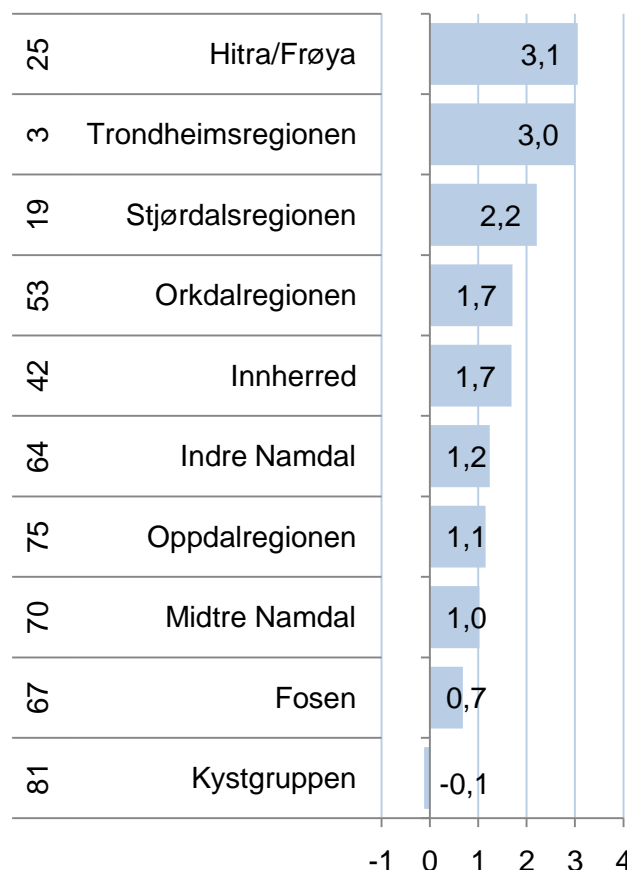 25 Hitra/Frøya 3,1
3 Trondheimsregionen 3,0
19 Stjørdalsregionen 2,2
53 Orkdalregionen 1,7
42 Innherred 1,7
64 Indre Namdal 1,2
75 Oppdalregionen 1,1
70 Midtre Namdal 1,0
67 Fosen 0,7
81 Kystgruppen -0,1
-1 0 1 2 3 4